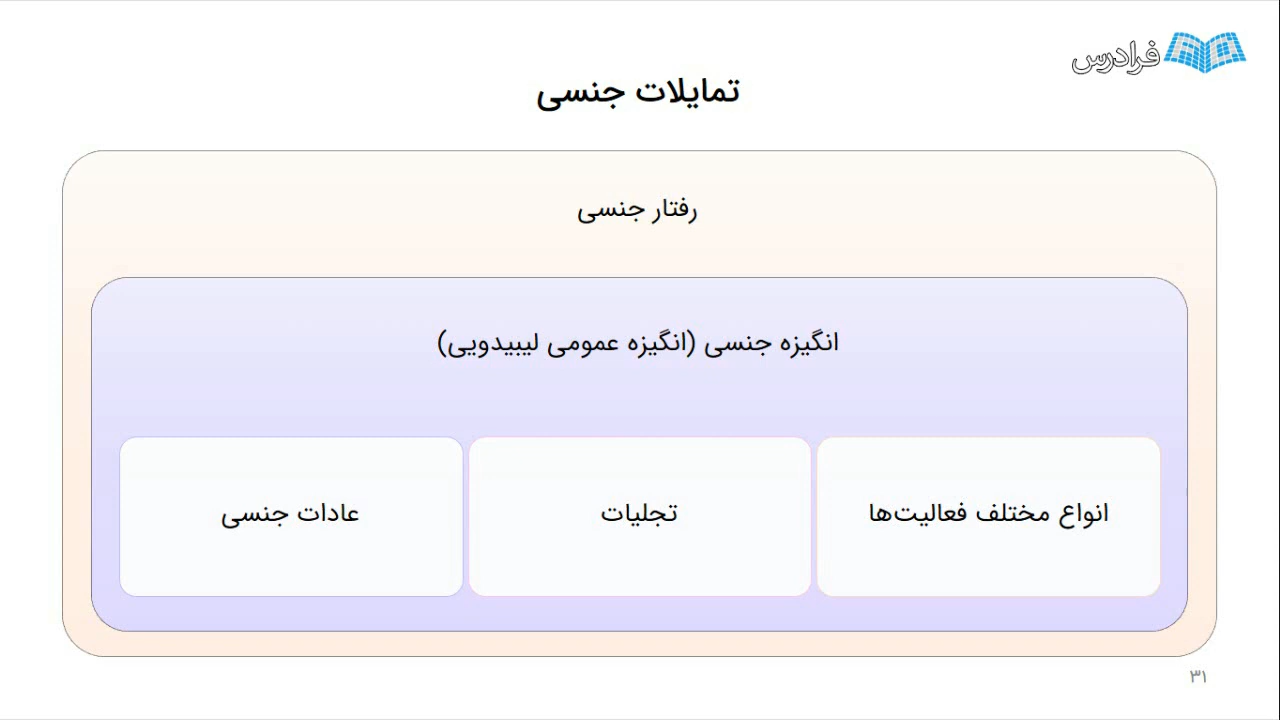 فرادرس
تمایلات جنسی
رفتار جنسی
انگیزه جنسی (انگیزه عمومی لیبیدویی)
انواع مختلف فعالیت‌ها
تجلیات
عادات جنسی
۳۱